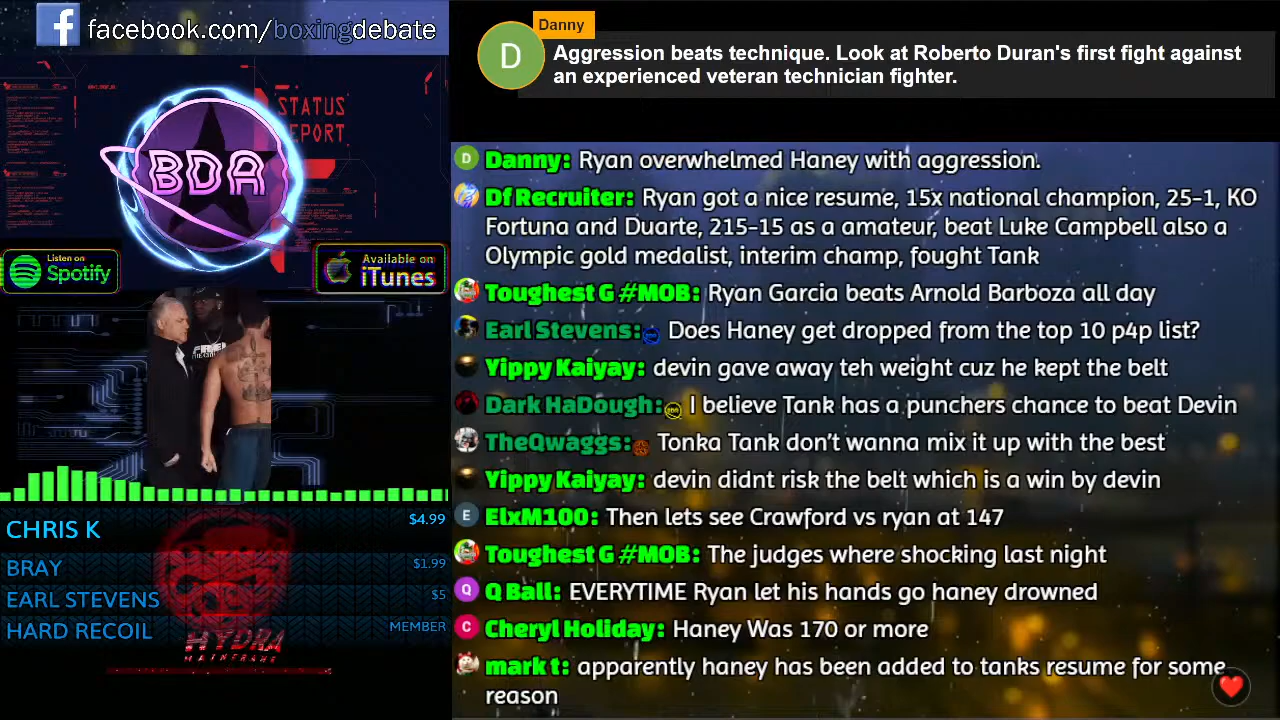 facebook.com/boxingdebate
STATUS
REPORT
BDA
Listen on
Spotify
Available on
iTunes
CHRIS K
$4.99
BRAY
$1.99
EARL STEVENS
$5
HARD RECOIL
MEMBER
HYDRA
MAINFRAME
D
Danny
Aggression beats technique. Look at Roberto Duran's first fight against
an experienced veteran technician fighter.
D Danny: Ryan overwhelmed Haney with aggression.
Df Recruiter: Ryan got a nice resume, 15x national champion, 25-1, KO
Fortuna and Duarte, 215-15 as a amateur, beat Luke Campbell also a
Olympic gold medalist, interim champ, fought Tank
Toughest G #MOB: Ryan Garcia beats Arnold Barboza all day
Earl Stevens: Does Haney get dropped from the top 10 p4p list?
Yippy Kaiyay: devin gave away teh weight cuz he kept the belt
Dark HaDough: I believe Tank has a punchers chance to beat Devin
TheQwaggs: Tonka Tank don't wanna mix it up with the best
Yippy Kaiyay: devin didnt risk the belt which is a win by devin
E ElxM100: Then lets see Crawford vs ryan at 147
Toughest G #MOB: The judges where shocking last night
Q Q Ball: EVERYTIME Ryan let his hands go haney drowned
C Cheryl Holiday: Haney Was 170 or more
mark t: apparently haney has been added to tanks resume for some
reason